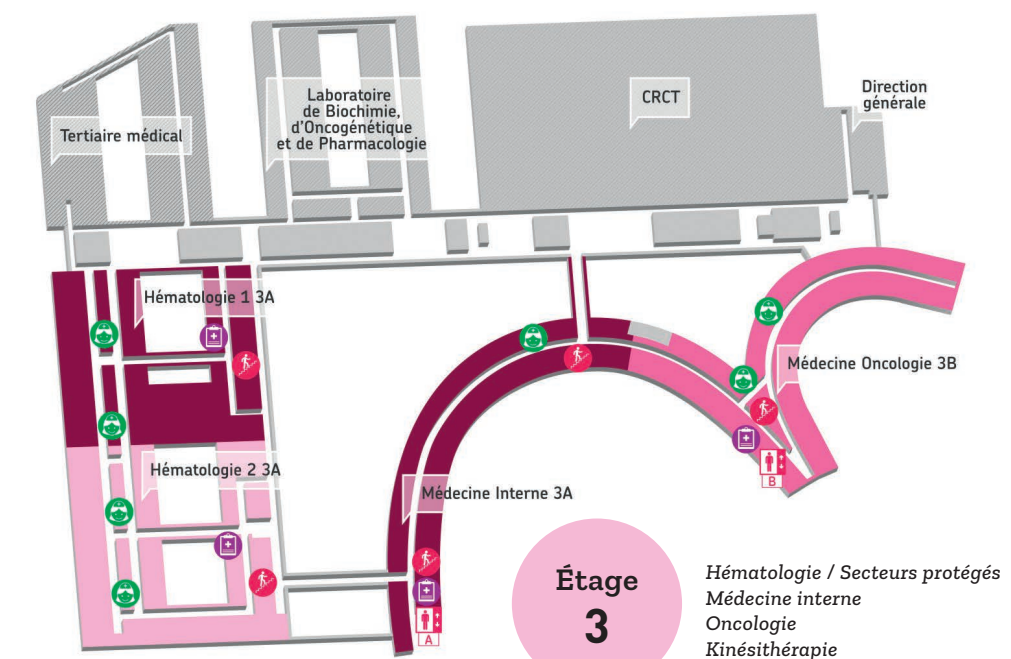 Tertiaire médical
Laboratoire
de Biochimie,
d'Oncogénétique
et de Pharmacologie
CRCT
Direction
générale
Hématologie 1 3A
Médecine Oncologie 3B
Hématologie 2 3A
Médecine Interne 3A
B
A
Étage
3
Hématologie / Secteurs protégés
Médecine interne
Oncologie
Kinésithérapie